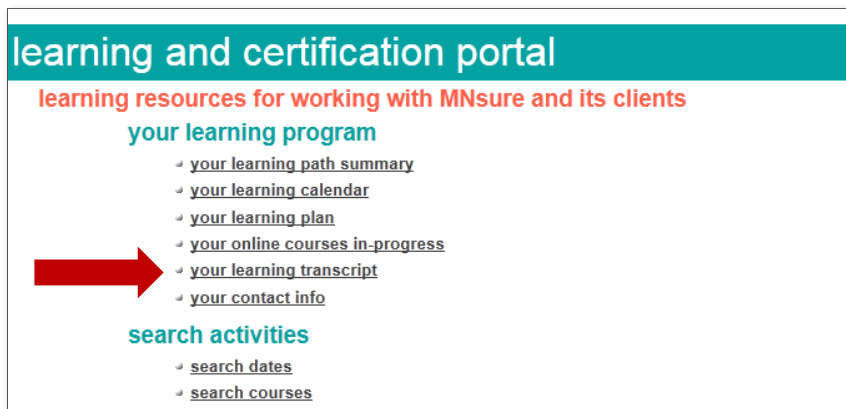 learning and certification portal
learning resources for working with MNsure and its clients
your learning program
your learning path summary
your learning calendar
your learning plan
your online courses in-progress
your learning transcript
your contact info
search activities
search dates
search courses